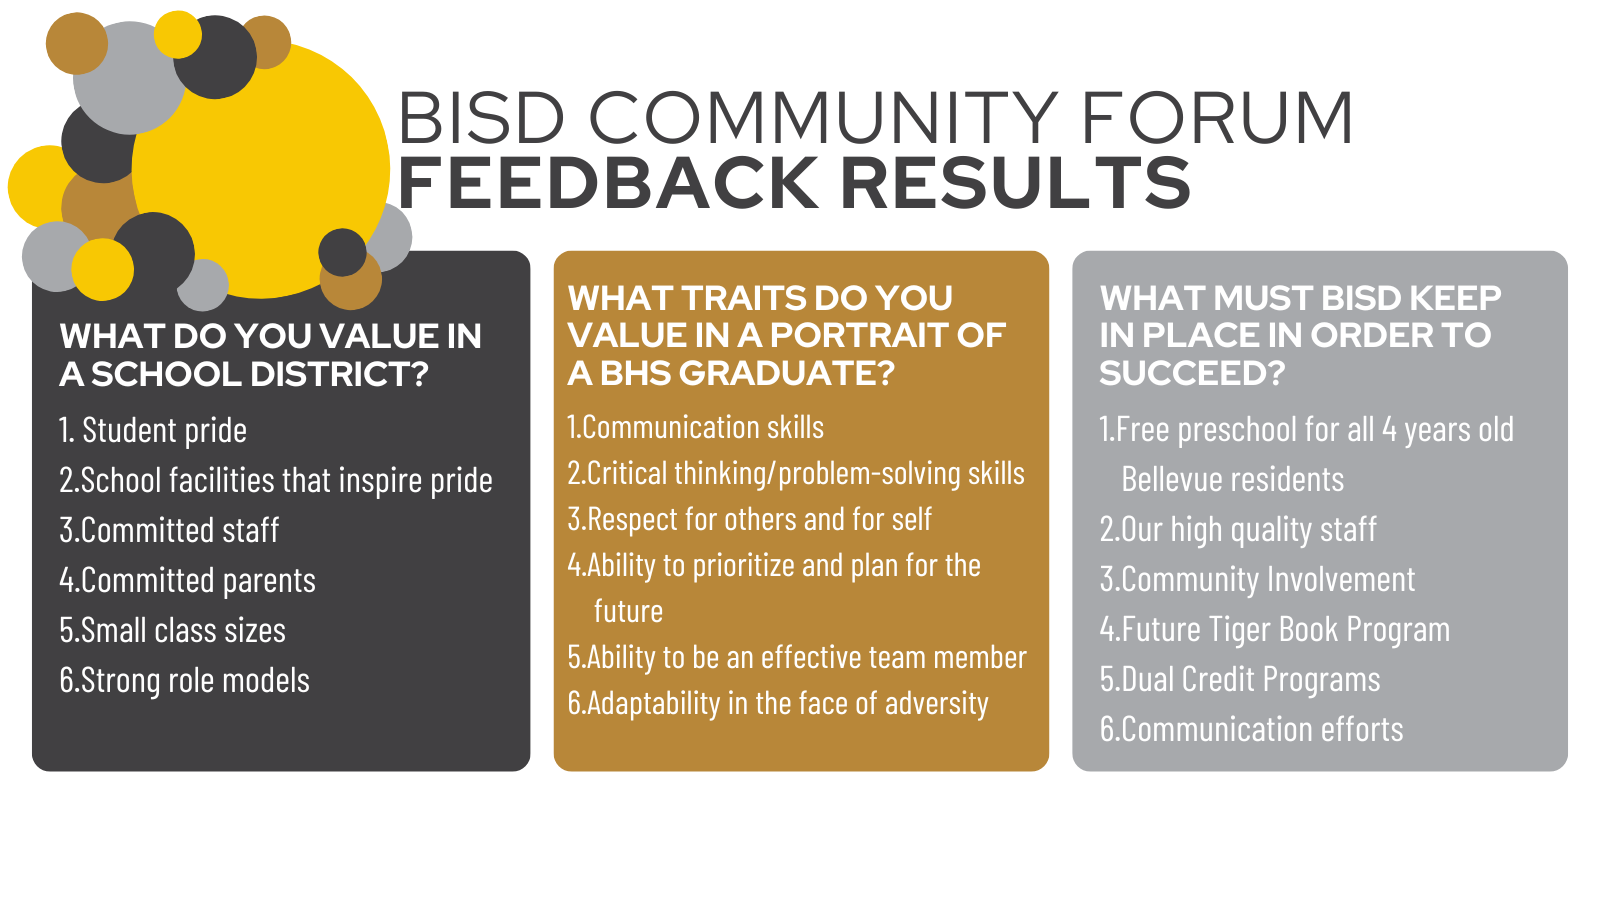 BISD COMMUNITY FORUM
FEEDBACK RESULTS
WHAT DO YOU VALUE IN
A SCHOOL DISTRICT?
1. Student pride
2.School facilities that inspire pride
3.Committed staff
4.Committed parents
5.Small class sizes
6.Strong role models
WHAT TRAITS DO YOU
VALUE IN A PORTRAIT OF
A BHS GRADUATE?
1.Communication skills
2.Critical thinking/problem-solving skills
3.Respect for others and for self
4.Ability to prioritize and plan for the
future
5.Ability to be an effective team member
6.Adaptability in the face of adversity
WHAT MUST BISD KEEP
IN PLACE IN ORDER TO
SUCCEED?
1.Free preschool for all 4 years old
Bellevue residents
2.Our high quality staff
3.Community Involvement
4.Future Tiger Book Program
5.Dual Credit Programs
6.Communication efforts